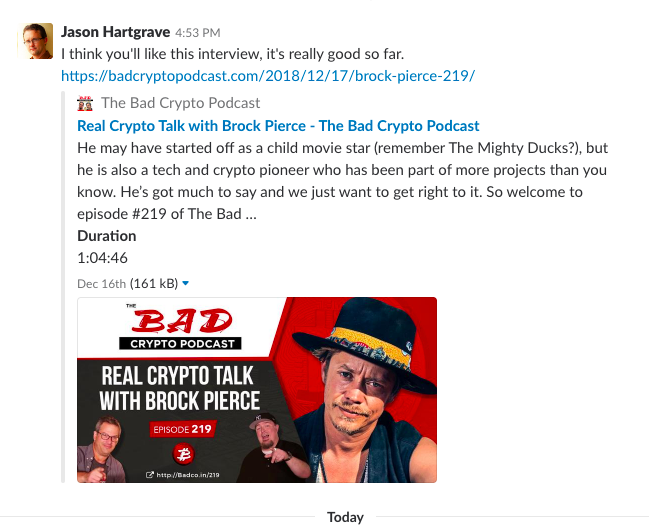 Jason Hartgrave 4:53 PM
I think you'll like this interview, it's really good so far.
https://badcryptopodcast.com/2018/12/17/brock-pierce-219/
The Bad Crypto Podcast
Real Crypto Talk with Brock Pierce - The Bad Crypto Podcast
He may have started off as a child movie star (remember The Mighty Ducks?), but
he is also a tech and crypto pioneer who has been part of more projects than you
know. He's got much to say and we just want to get right to it. So welcome to
episode #219 of The Bad ...
Duration
1:04:46
Dec 16th (161 kB)
THE
BAD
CRYPTO PODCAST
REAL CRYPTO TALK
WITH BROCK PIERCE
EPISODE 219
http://Badco.in/219
Today